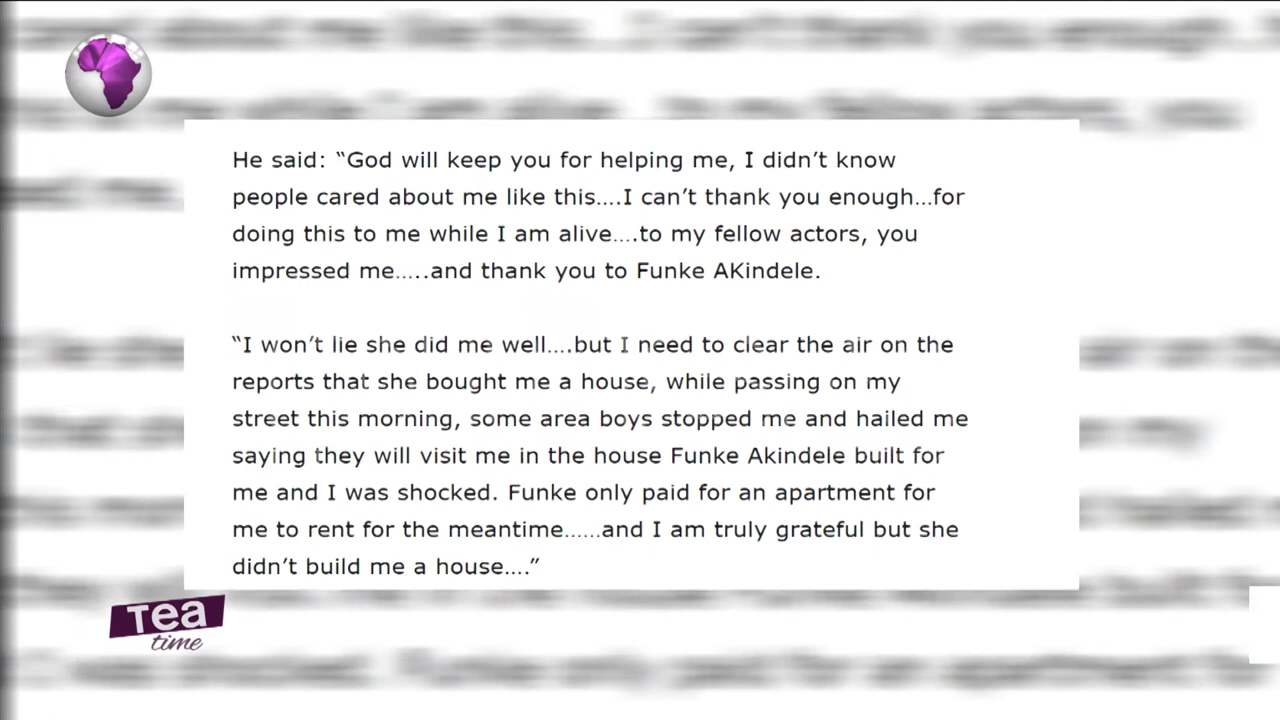 He said: “God will keep you for helping me, I didn’t know
people cared about me like this....I can’t thank you enough...for
doing this to me while I am alive....to my fellow actors, you
impressed me.....and thank you to Funke AKindele.
“I won’t lie she did me well....but I need to clear the air on the
reports that she bought me a house, while passing on my
street this morning, some area boys stopped me and hailed me
saying they will visit me in the house Funke Akindele built for
me and I was shocked. Funke only paid for an apartment for
me to rent for the meantime......and I am truly grateful but she
didn’t build me a house....”
Tea
time